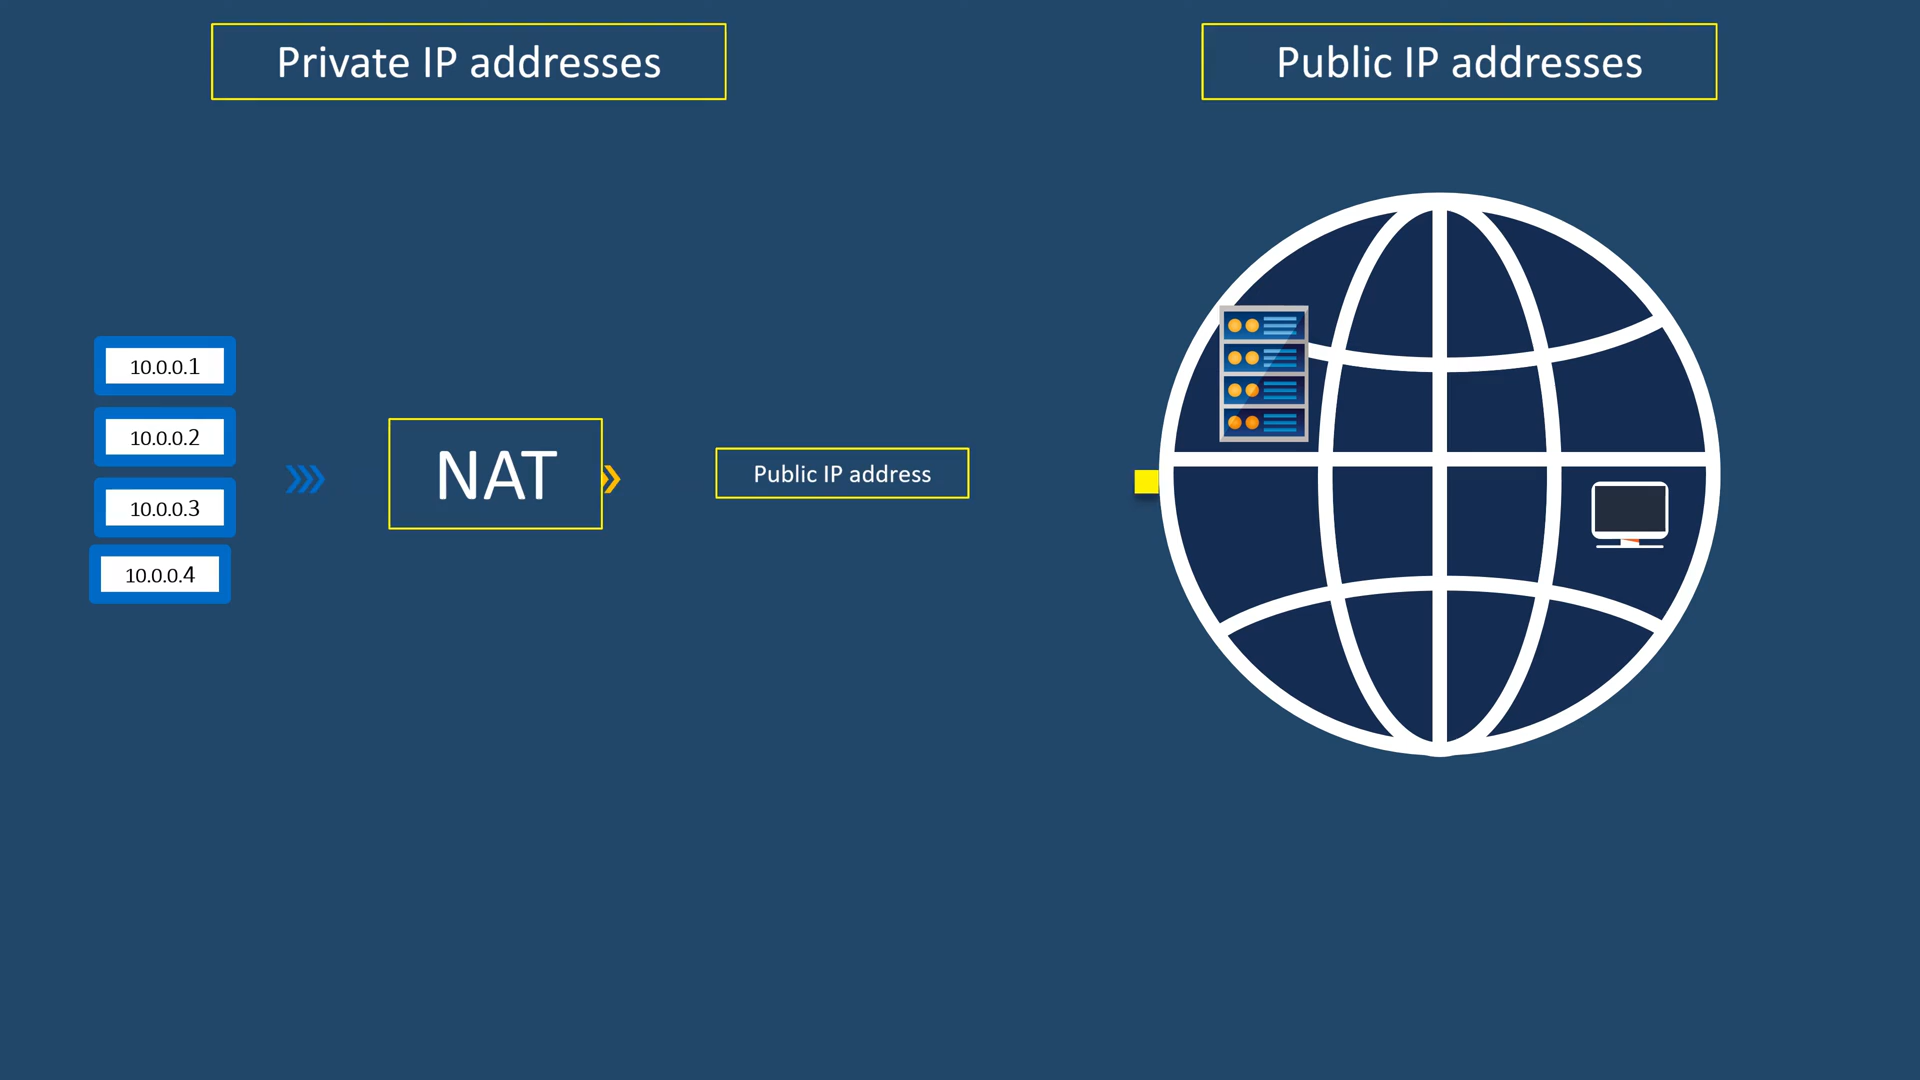 Private IP addresses
Public IP addresses
10.0.0.1
10.0.0.2
10.0.0.3
10.0.0.4
NAT
Public IP address